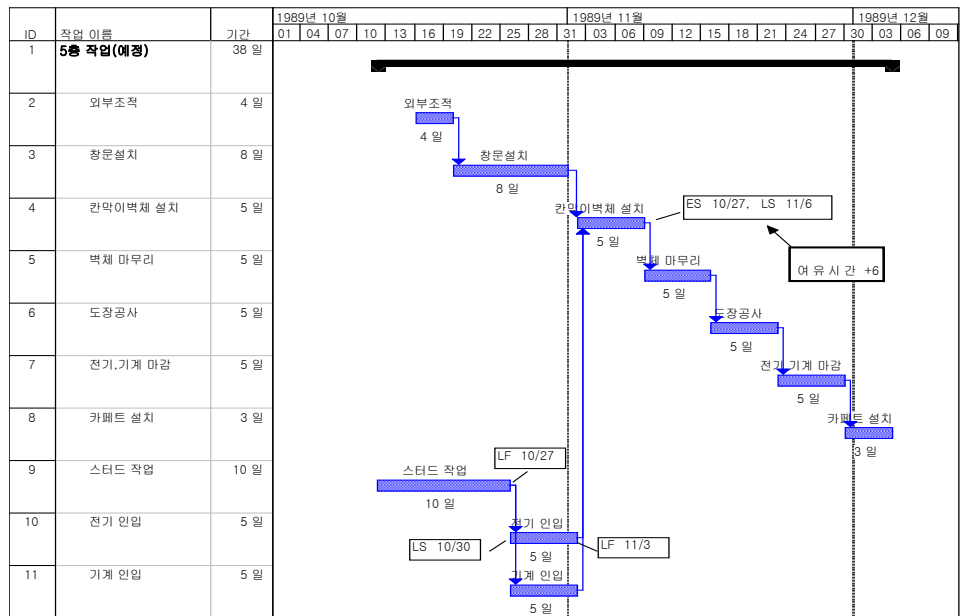 1989년 10월 1989년 11월 1989년 12월
ID 작업 이름 기간 01 04 07 10 13 16 19 22 25 28 31 03 06 09 12 15 18 21 24 27 30 03 06 09
1 5층 작업(예정) 38 일
2 외부조적 4 일
외부조적
4 일
3 창문설치 8 일
창문설치
8 일
4 칸막이벽체 설치 5 일
칸막이벽체 설치
5 일
ES 10/27, LS 11/6
여유시간 +6
5 벽체 마무리 5 일
벽체 마무리
5 일
6 도장공사 5 일
도장공사
5 일
7 전기,기계 마감 5 일
전기,기계 마감
5 일
8 카페트 설치 3 일
카페트 설치
3 일
9 스터드 작업 10 일
스터드 작업
10 일
LF 10/27
10 전기 인입 5 일
전기 인입
5 일
LS 10/30
LF 11/3
11 기계 인입 5 일
기계 인입
5 일